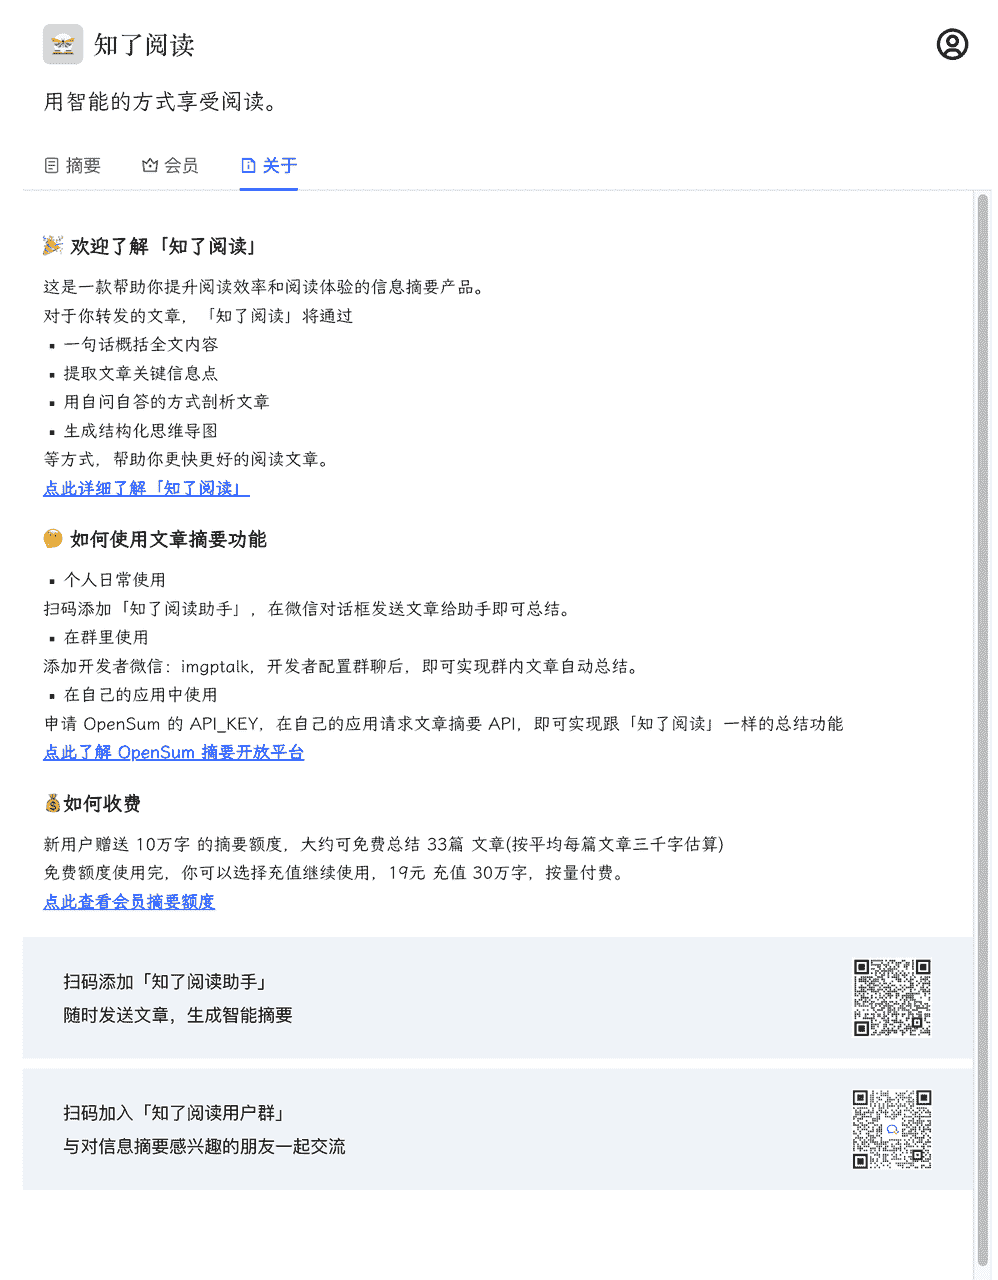 知了阅读
用智能的方式享受阅读。
摘要 会员 关于
🎉 欢迎了解「知了阅读」
这是一款帮助你提升阅读效率和阅读体验的信息摘要产品。
对于你转发的文章，「知了阅读」将通过
▪ 一句话概括全文内容
▪ 提取文章关键信息点
▪ 用自问自答的方式剖析文章
▪ 生成结构化思维导图
等方式，帮助你更快更好的阅读文章。
点此详细了解「知了阅读」
🤔 如何使用文章摘要功能
▪ 个人日常使用
扫码添加「知了阅读助手」，在微信对话框发送文章给助手即可总结。
▪ 在群里使用
添加开发者微信：imgptalk，开发者配置群聊后，即可实现群内文章自动总结。
▪ 在自己的应用中使用
申请 OpenSum 的 API_KEY，在自己的应用请求文章摘要 API，即可实现跟「知了阅读」一样的总结功能
点此了解 OpenSum 摘要开放平台
💰如何收费
新用户赠送 10万字 的摘要额度，大约可免费总结 33篇 文章(按平均每篇文章三千字估算)
免费额度使用完，你可以选择充值继续使用，19元 充值 30万字，按量付费。
点此查看会员摘要额度
扫码添加「知了阅读助手」
随时发送文章，生成智能摘要
扫码加入「知了阅读用户群」
与对信息摘要感兴趣的朋友一起交流